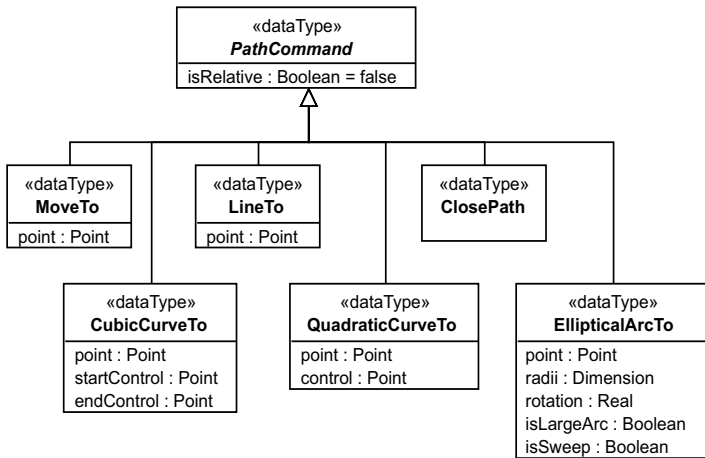 «dataType»
PathCommand
isRelative : Boolean = false
«dataType»
MoveTo
point : Point
«dataType»
LineTo
point : Point
«dataType»
ClosePath
«dataType»
CubicCurveTo
point : Point
startControl : Point
endControl : Point
«dataType»
QuadraticCurveTo
point : Point
control : Point
«dataType»
EllipticalArcTo
point : Point
radii : Dimension
rotation : Real
isLargeArc : Boolean
isSweep : Boolean